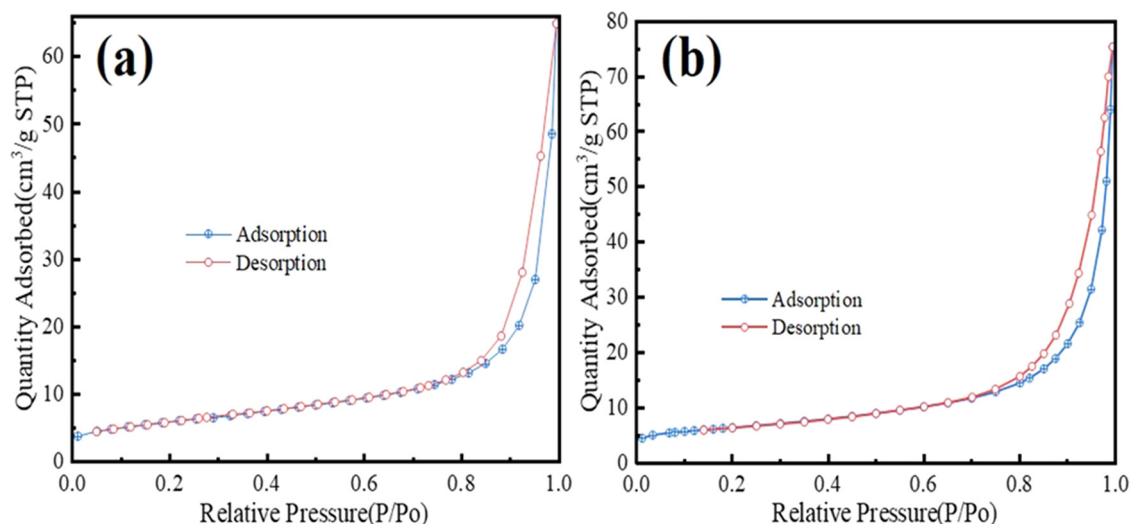 (a)
Quantity Adsorbed(cm³/g STP)
60
50
40
30
20
10
0
Adsorption
Desorption
0.0 0.2 0.4 0.6 0.8 1.0
Relative Pressure(P/Po)
(b)
Quantity Adsorbed(cm³/g STP)
80
70
60
50
40
30
20
10
0
Adsorption
Desorption
0.0 0.2 0.4 0.6 0.8 1.0
Relative Pressure(P/Po)